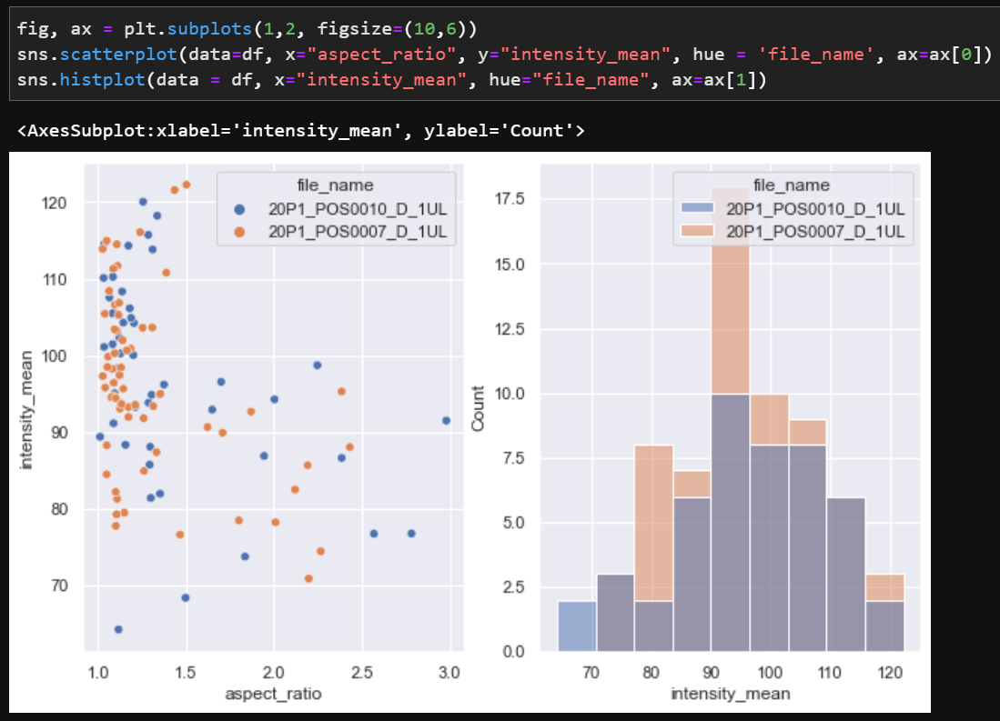 fig, ax = plt.subplots(1,2, figsize=(10,6))
sns.scatterplot(data=df, x="aspect_ratio", y="intensity_mean", hue = 'file_name', ax=ax[0])
sns.histplot(data = df, x="intensity_mean", hue="file_name", ax=ax[1])
<AxesSubplot:xlabel='intensity_mean', ylabel='Count'>
file_name
20P1_POS0010_D_1UL
20P1_POS0007_D_1UL
120
110
100
90
80
70
intensity_mean
1.0 1.5 2.0 2.5 3.0
aspect_ratio
file_name
20P1_POS0010_D_1UL
20P1_POS0007_D_1UL
17.5
15.0
12.5
10.0
7.5
5.0
2.5
0.0
Count
70 80 90 100 110 120
intensity_mean